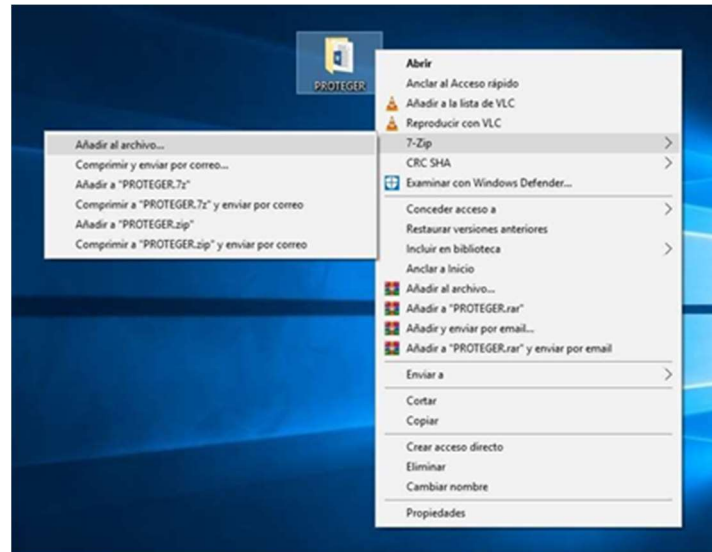 PROTEGER
Abrir
Anclar al Acceso rápido
Añadir a la lista de VLC
Reproducir con VLC
7-Zip
CRC SHA
Examinar con Windows Defender...
Conceder acceso a
Restaurar versiones anteriores
Incluir en biblioteca
Anclar a Inicio
Añadir al archivo...
Añadir a "PROTEGER.rar"
Añadir y enviar por email...
Añadir a "PROTEGER.rar" y enviar por email
Enviar a
Cortar
Copiar
Crear acceso directo
Eliminar
Cambiar nombre
Propiedades
Añadir al archivo...
Comprimir y enviar por correo...
Añadir a "PROTEGER.7z"
Comprimir a "PROTEGER.7z" y enviar por correo
Añadir a "PROTEGER.zip"
Comprimir a "PROTEGER.zip" y enviar por correo